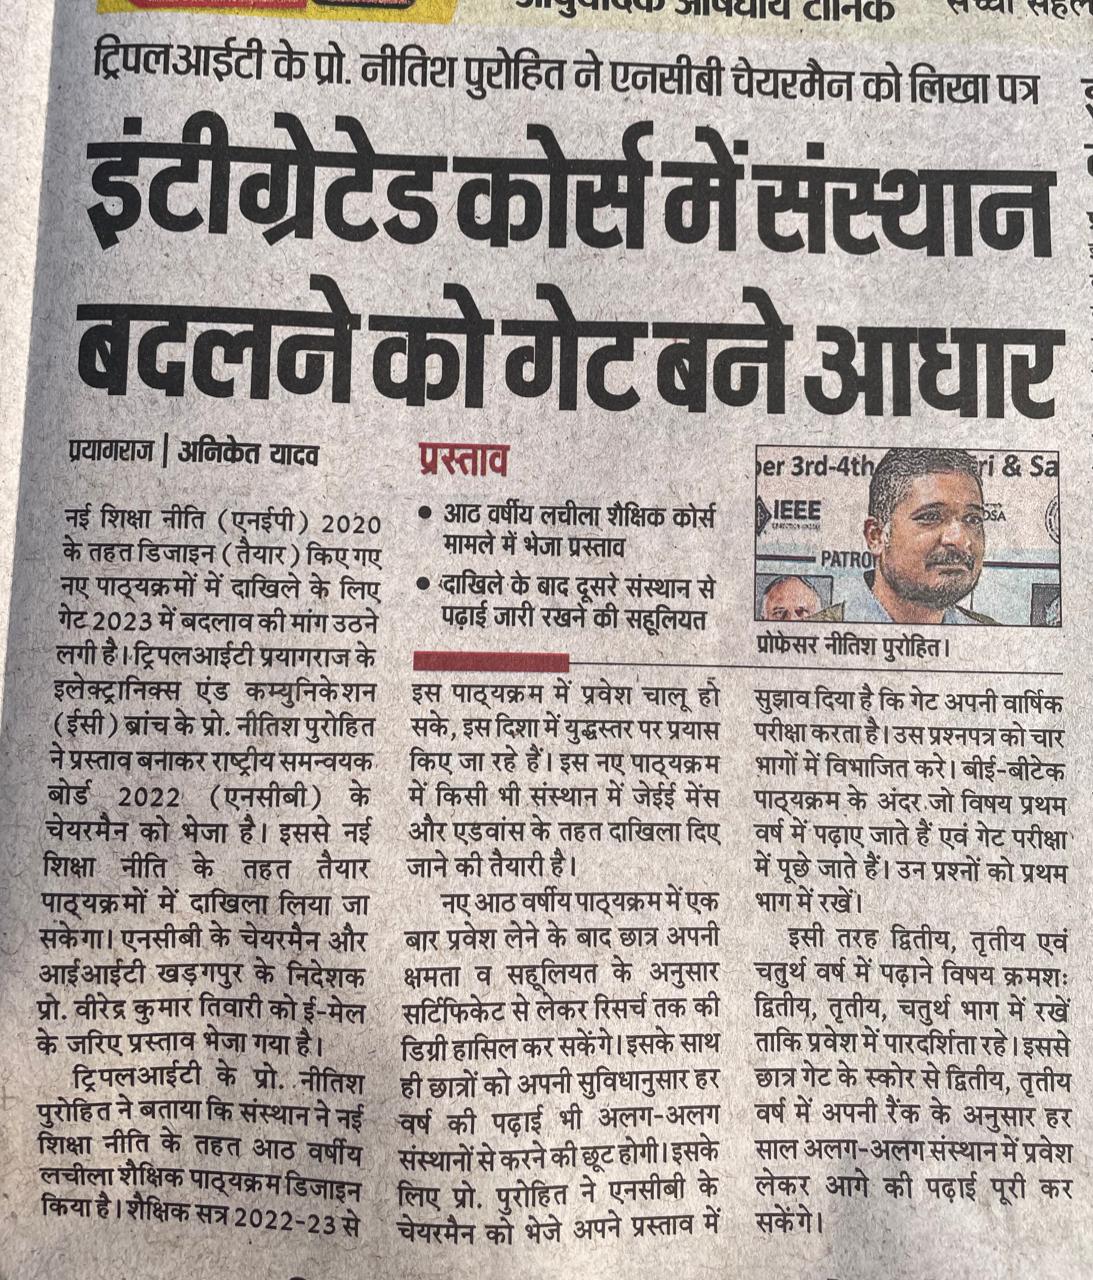 आयुर्वेदिक औषधीय टॉनिक
ट्रिपलआईटी के प्रो. नीतिश पुरोहित ने एनसीबी चेयरमैन को लिखा पत्र
इंटीग्रेटेड कोर्स में संस्थान
बदलने को गेट बने आधार
प्रयागराज | अनिकेत यादव
नई शिक्षा नीति (एनईपी) 2020
के तहत डिजाइन (तैयार) किए गए
नए पाठ्यक्रमों में दाखिले के लिए
गेट 2023 में बदलाव की मांग उठने
लगी है। ट्रिपलआईटी प्रयागराज के
इलेक्ट्रानिक्स एंड कम्युनिकेशन
(ईसी) ब्रांच के प्रो. नीतिश पुरोहित
ने प्रस्ताव बनाकर राष्ट्रीय समन्वयक
बोर्ड 2022 (एनसीबी) के
चेयरमैन को भेजा है। इससे नई
शिक्षा नीति के तहत तैयार
पाठ्यक्रमों में दाखिला लिया जा
सकेगा। एनसीबी के चेयरमैन और
आईआईटी खड़गपुर के निदेशक
प्रो. वीरेद्र कुमार तिवारी को ई-मेल
के जरिए प्रस्ताव भेजा गया है।
ट्रिपलआईटी के प्रो. नीतिश
पुरोहित ने बताया कि संस्थान ने नई
शिक्षा नीति के तहत आठ वर्षीय
लचीला शैक्षिक पाठ्यक्रम डिजाइन
किया है। शैक्षिक सत्र 2022-23 से
प्रस्ताव
• आठ वर्षीय लचीला शैक्षिक कोर्स
मामले में भेजा प्रस्ताव
• दाखिले के बाद दूसरे संस्थान से
पढ़ाई जारी रखने की सहूलियत
per 3rd-4th ri & Sa
IEEE
DSA
PATRO
प्रोफेसर नीतिश पुरोहित।
इस पाठ्यक्रम में प्रवेश चालू हो
सके, इस दिशा में युद्धस्तर पर प्रयास
किए जा रहे हैं। इस नए पाठ्यक्रम
में किसी भी संस्थान में जेईई मेंस
और एडवांस के तहत दाखिला दिए
जाने की तैयारी है।
नए आठ वर्षीय पाठ्यक्रम में एक
बार प्रवेश लेने के बाद छात्र अपनी
क्षमता व सहूलियत के अनुसार
सर्टिफिकेट से लेकर रिसर्च तक की
डिग्री हासिल कर सकेंगे। इसके साथ
ही छात्रों को अपनी सुविधानुसार हर
वर्ष की पढ़ाई भी अलग-अलग
संस्थानों से करने की छूट होगी। इसके
लिए प्रो. पुरोहित ने एनसीबी के
चेयरमैन को भेजे अपने प्रस्ताव में
सुझाव दिया है कि गेट अपनी वार्षिक
परीक्षा करता है। उस प्रश्नपत्र को चार
भागों में विभाजित करे। बीई-बीटेक
पाठ्यक्रम के अंदर जो विषय प्रथम
वर्ष में पढ़ाए जाते हैं एवं गेट परीक्षा
में पूछे जाते हैं। उन प्रश्नों को प्रथम
भाग में रखें।
इसी तरह द्वितीय, तृतीय एवं
चतुर्थ वर्ष में पढ़ाने विषय क्रमशः
द्वितीय, तृतीय, चतुर्थ भाग में रखें
ताकि प्रवेश में पारदर्शिता रहे। इससे
छात्र गेट के स्कोर से द्वितीय, तृतीय
वर्ष में अपनी रैंक के अनुसार हर
साल अलग-अलग संस्थान में प्रवेश
लेकर आगे की पढ़ाई पूरी कर
सकेंगे।